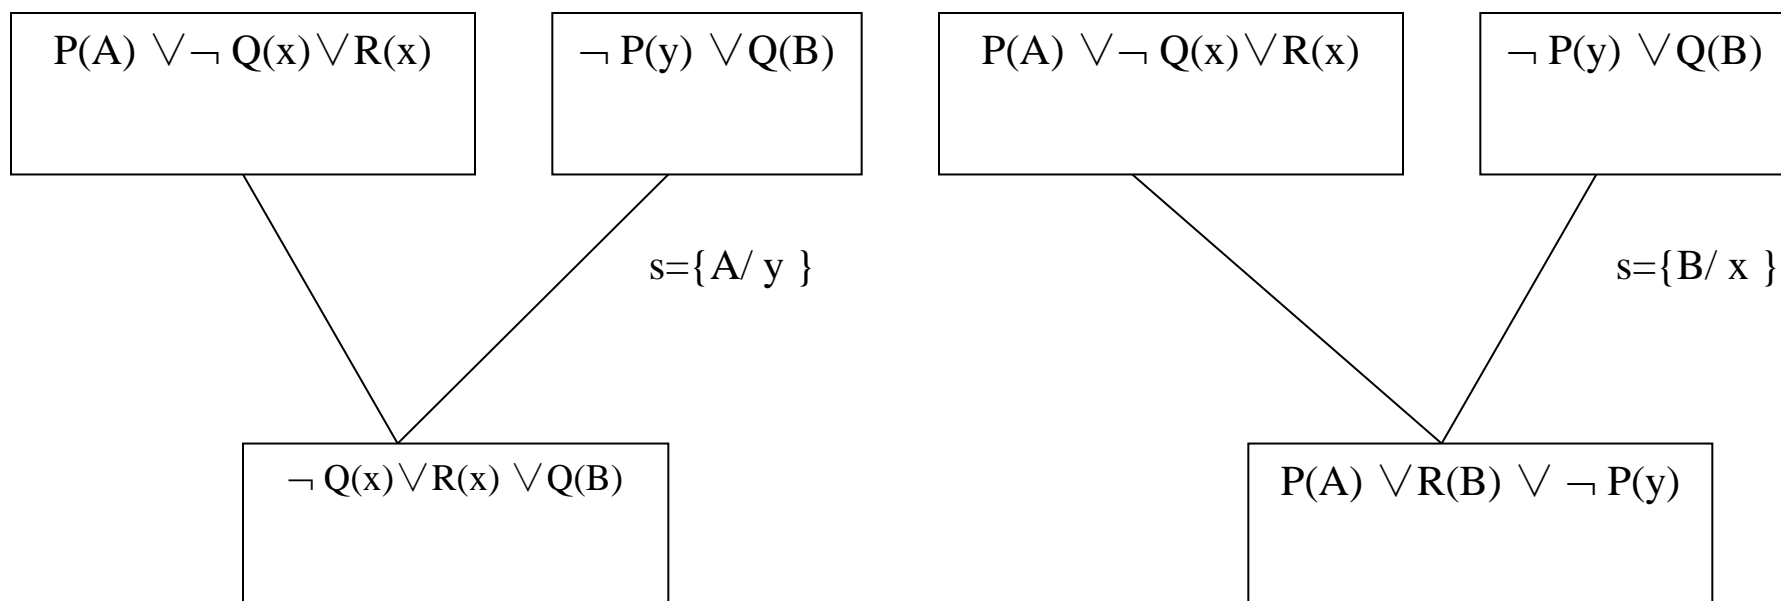 P(A) ∨¬ Q(x)∨R(x)
¬ P(y) ∨Q(B)
P(A) ∨¬ Q(x)∨R(x)
¬ P(y) ∨Q(B)
s={A/ y }
s={B/ x }
¬ Q(x)∨R(x) ∨Q(B)
P(A) ∨R(B) ∨ ¬ P(y)